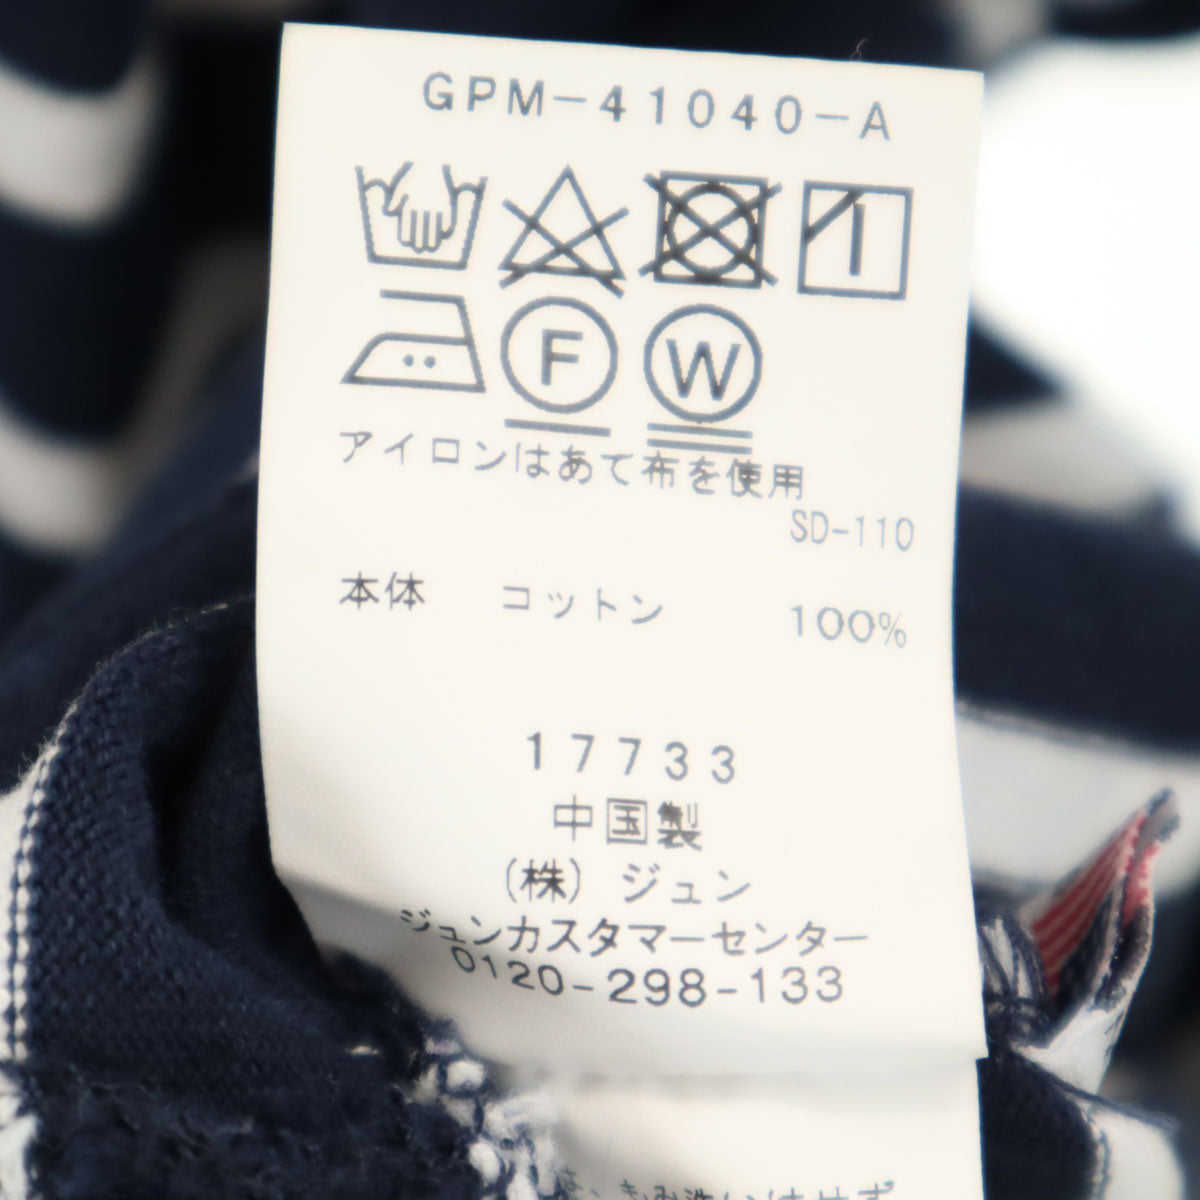 GPM-41040-A
F W
アイロンはあて布を使用
SD-110
本体 コットン 100%
17733
中国製
(株) ジュン
ジュンカスタマーセンター
0120-298-133